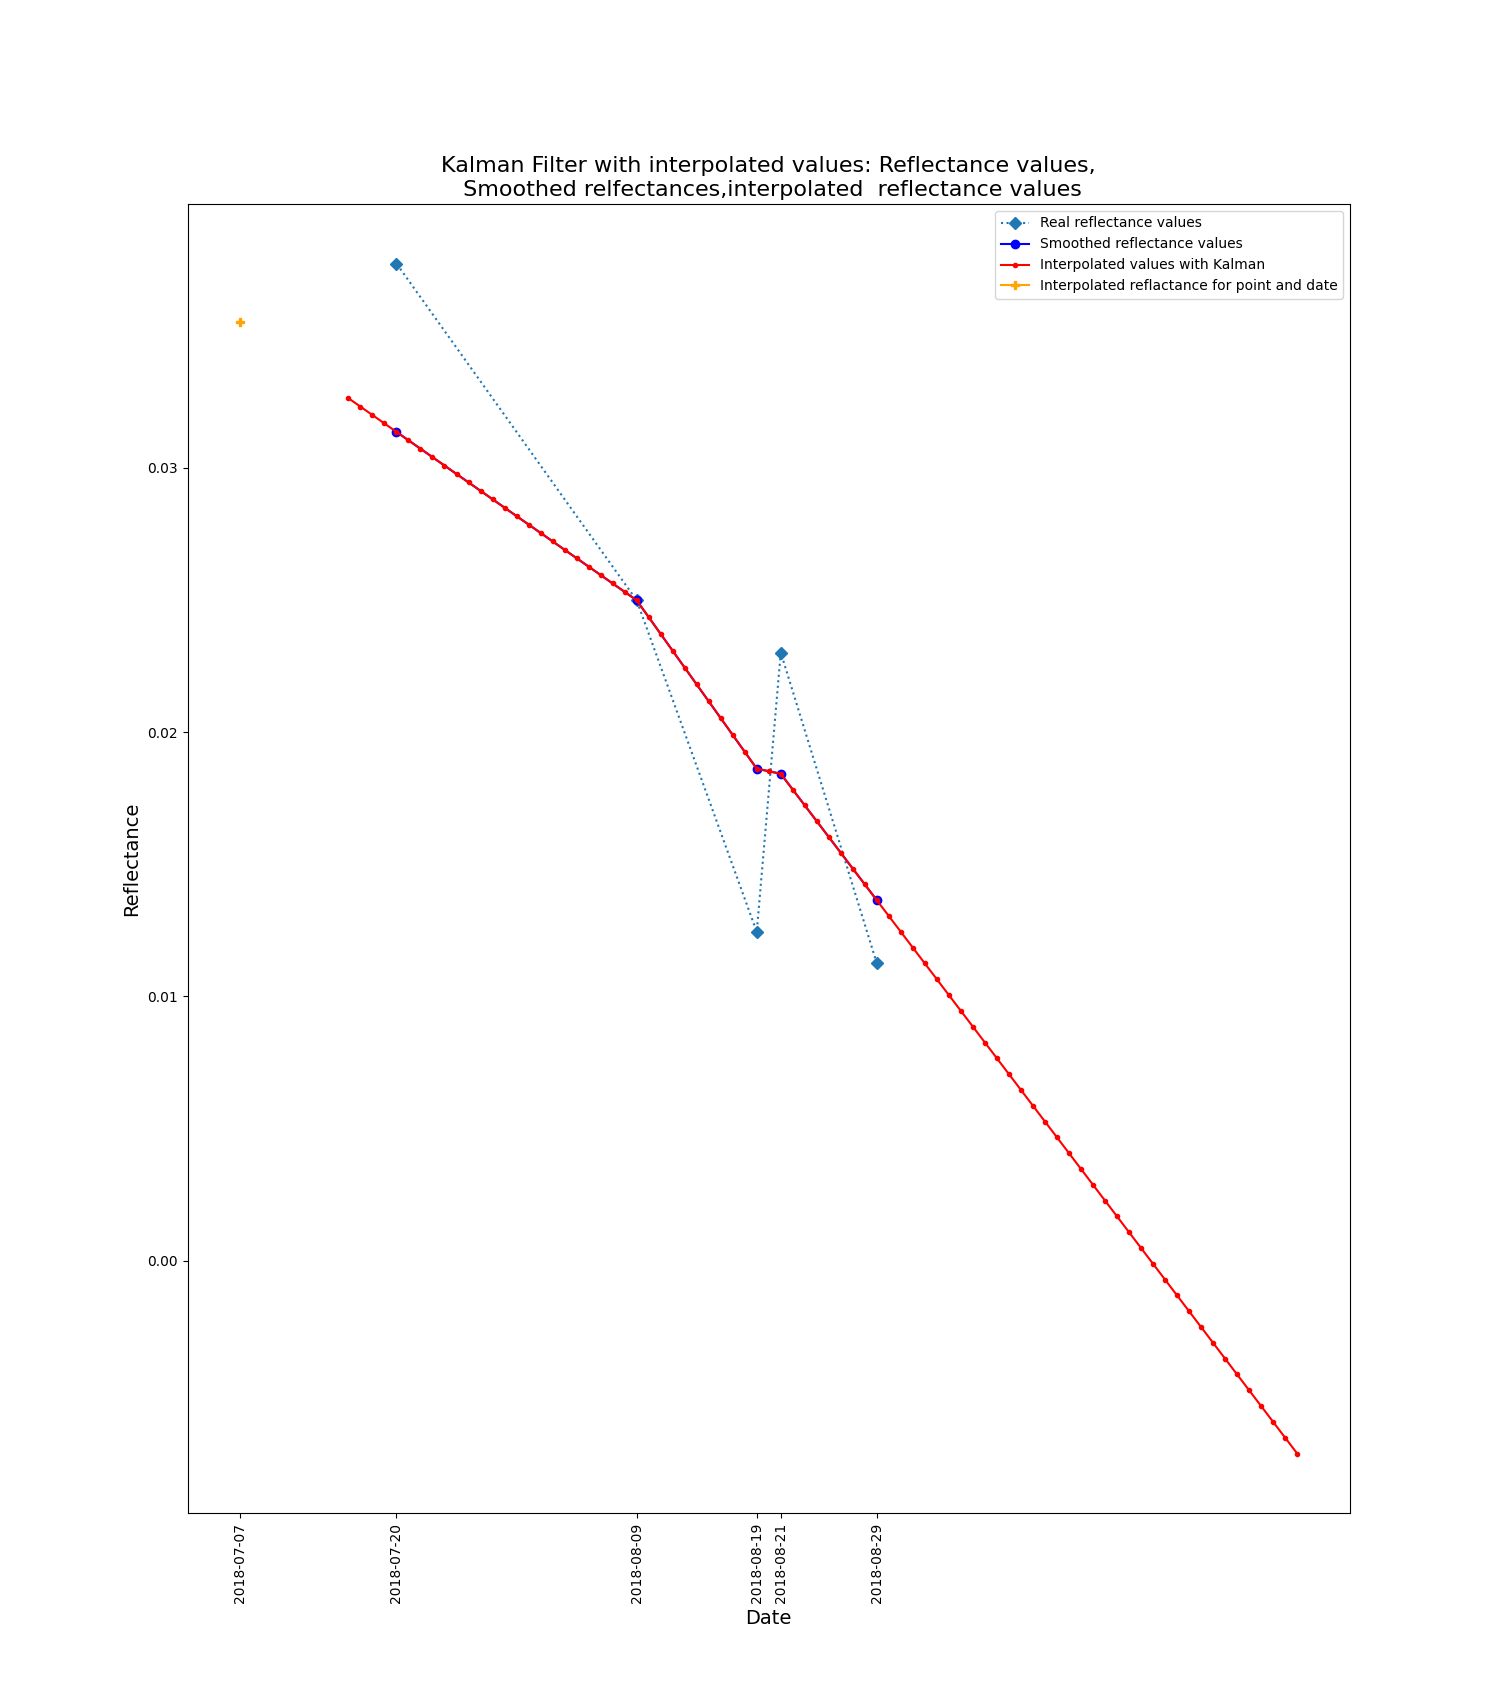 Kalman Filter with interpolated values: Reflectance values,
Smoothed relfectances,interpolated  reflectance values
Real reflectance values
Smoothed reflectance values
Interpolated values with Kalman
Interpolated reflactance for point and date
0.03
0.02
0.01
0.00
Reflectance
2018-07-07
2018-07-20
2018-08-09
2018-08-19
2018-08-21
2018-08-29
Date